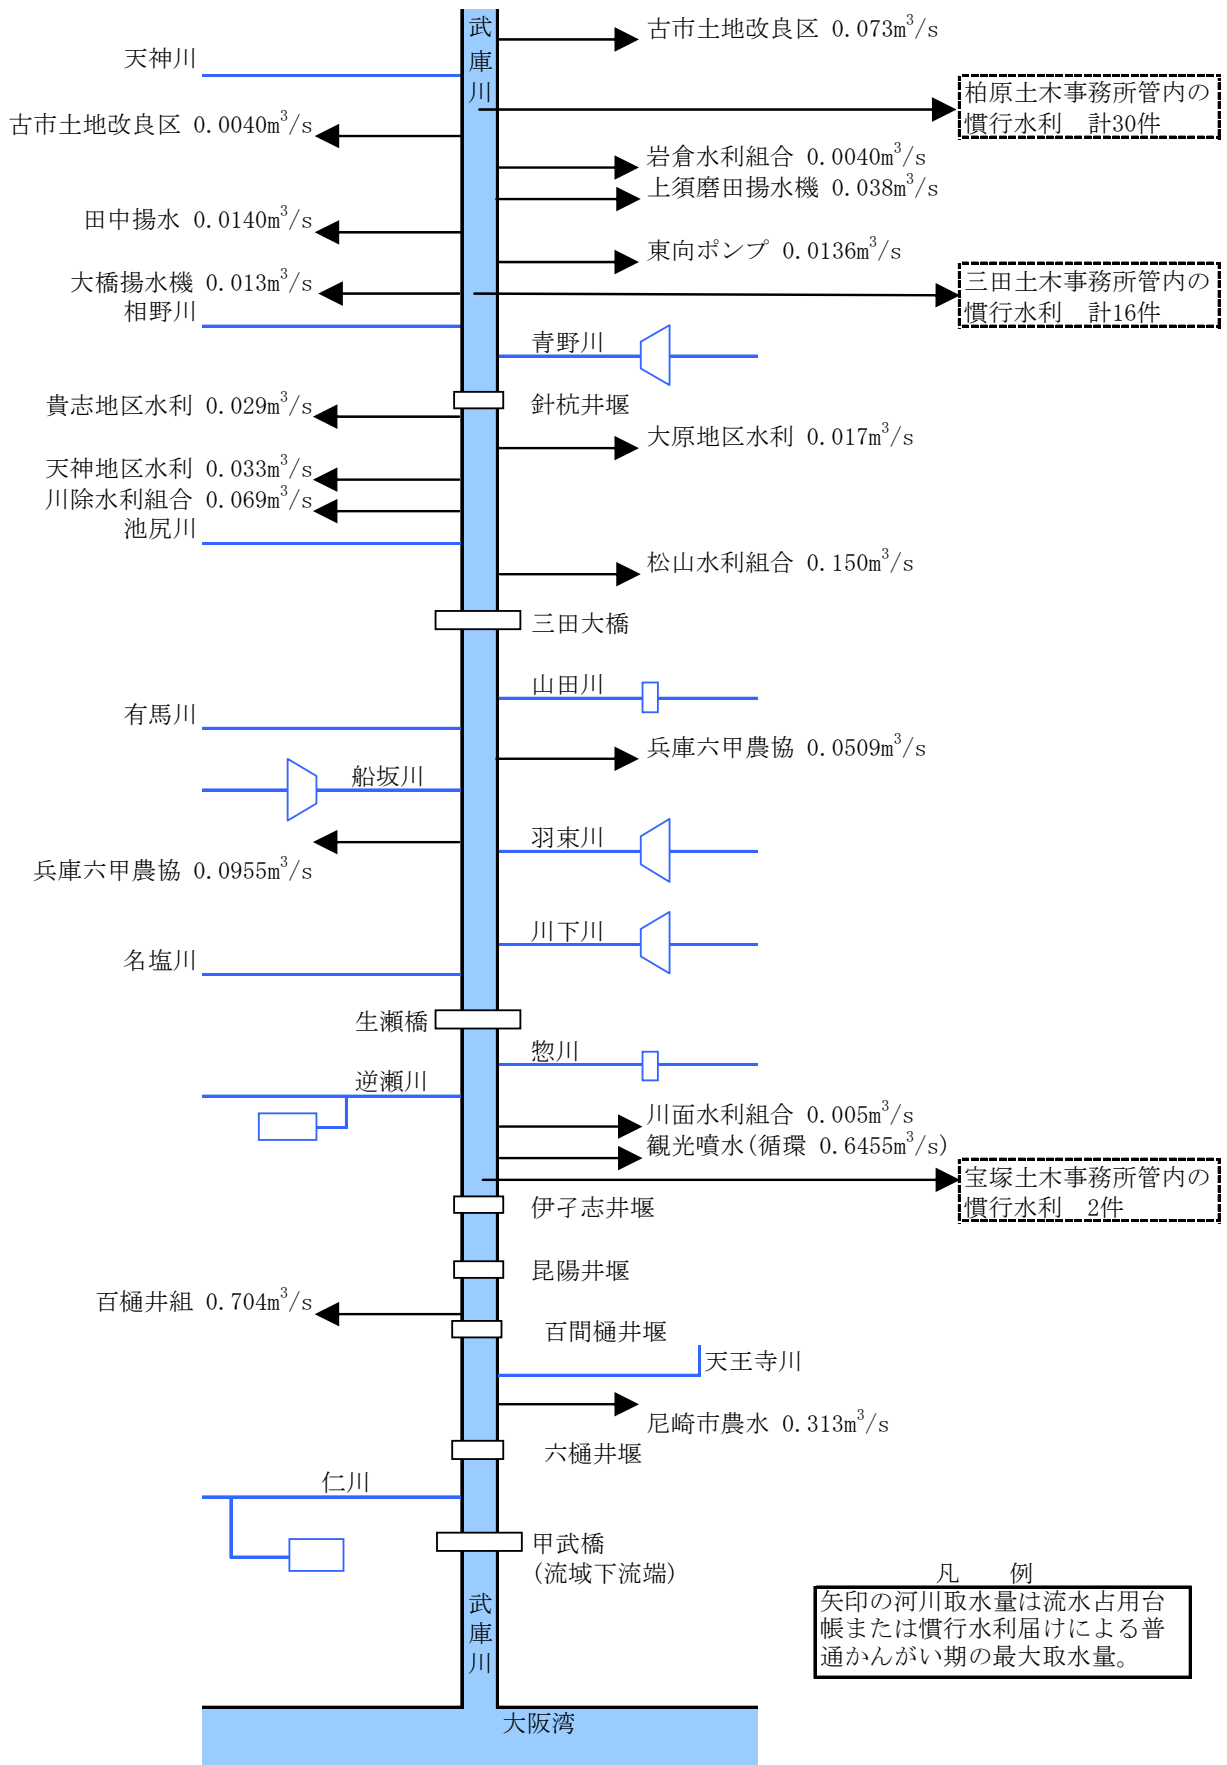 武庫川
古市土地改良区 0.073m³/s
天神川
柏原土木事務所管内の
慣行水利　計30件
古市土地改良区 0.0040m³/s
岩倉水利組合 0.0040m³/s
上須磨田揚水機 0.038m³/s
田中揚水 0.0140m³/s
東向ポンプ 0.0136m³/s
大橋揚水機 0.013m³/s
三田土木事務所管内の
慣行水利　計16件
相野川
青野川
貴志地区水利 0.029m³/s
針杭井堰
大原地区水利 0.017m³/s
天神地区水利 0.033m³/s
川除水利組合 0.069m³/s
池尻川
松山水利組合 0.150m³/s
三田大橋
山田川
有馬川
兵庫六甲農協 0.0509m³/s
船坂川
羽束川
兵庫六甲農協 0.0955m³/s
川下川
名塩川
生瀬橋
惣川
逆瀬川
川面水利組合 0.005m³/s
観光噴水(循環 0.6455m³/s)
宝塚土木事務所管内の
慣行水利　2件
伊孑志井堰
昆陽井堰
百樋井組 0.704m³/s
百間樋井堰
天王寺川
尼崎市農水 0.313m³/s
六樋井堰
仁川
甲武橋
(流域下流端)
凡　例
矢印の河川取水量は流水占用台
帳または慣行水利届けによる普
通かんがい期の最大取水量。
武庫川
大阪湾